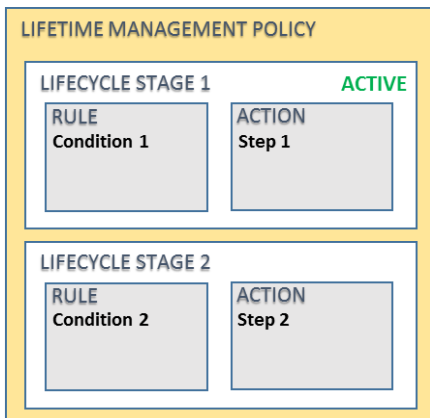 LIFETIME MANAGEMENT POLICY
LIFECYCLE STAGE 1 ACTIVE
RULE ACTION
Condition 1 Step 1
LIFECYCLE STAGE 2
RULE ACTION
Condition 2 Step 2